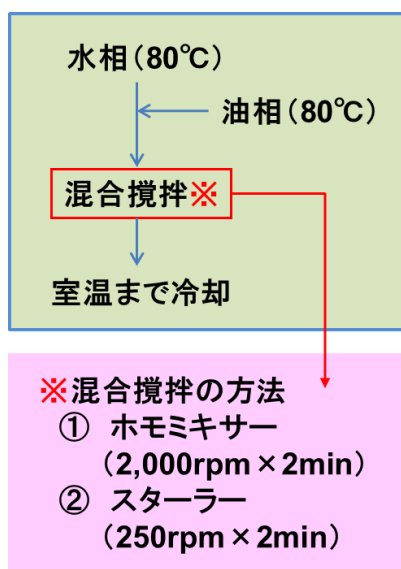 水相（80℃）
油相（80℃）
混合撹拌※
室温まで冷却
※混合撹拌の方法
① ホモミキサー
（2,000rpm×2min）
② スターラー
（250rpm×2min）